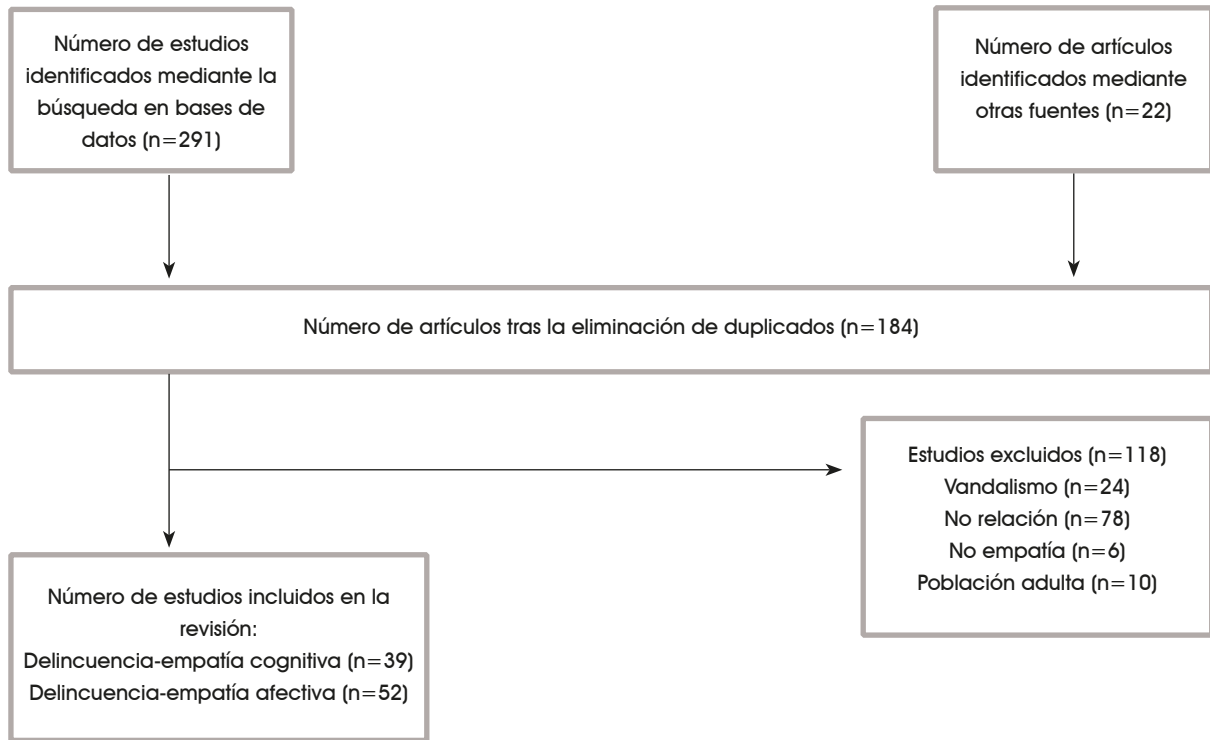 Número de estudios
identificados mediante la
búsqueda en bases de
datos (n=291)
Número de artículos
identificados mediante
otras fuentes (n=22)
Número de artículos tras la eliminación de duplicados (n=184)
Estudios excluidos (n=118)
Vandalismo (n=24)
No relación (n=78)
No empatía (n=6)
Población adulta (n=10)
Número de estudios incluidos en la
revisión:
Delincuencia-empatía cognitiva (n=39)
Delincuencia-empatía afectiva (n=52)